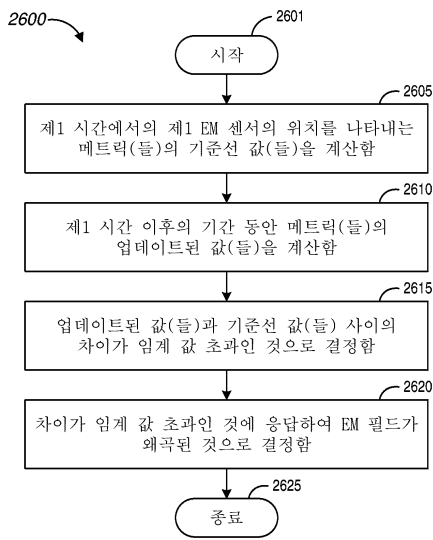 2600
2601
시작
2605
제1 시간에서의 제1 EM 센서의 위치를 나타내는
메트릭(들)의 기준선 값(들)을 계산함
2610
제1 시간 이후의 기간 동안 메트릭(들)의
업데이트된 값(들)을 계산함
2615
업데이트된 값(들)과 기준선 값(들) 사이의
차이가 임계 값 초과인 것으로 결정함
2620
차이가 임계 값 초과인 것에 응답하여 EM 필드가
왜곡된 것으로 결정함
2625
종료